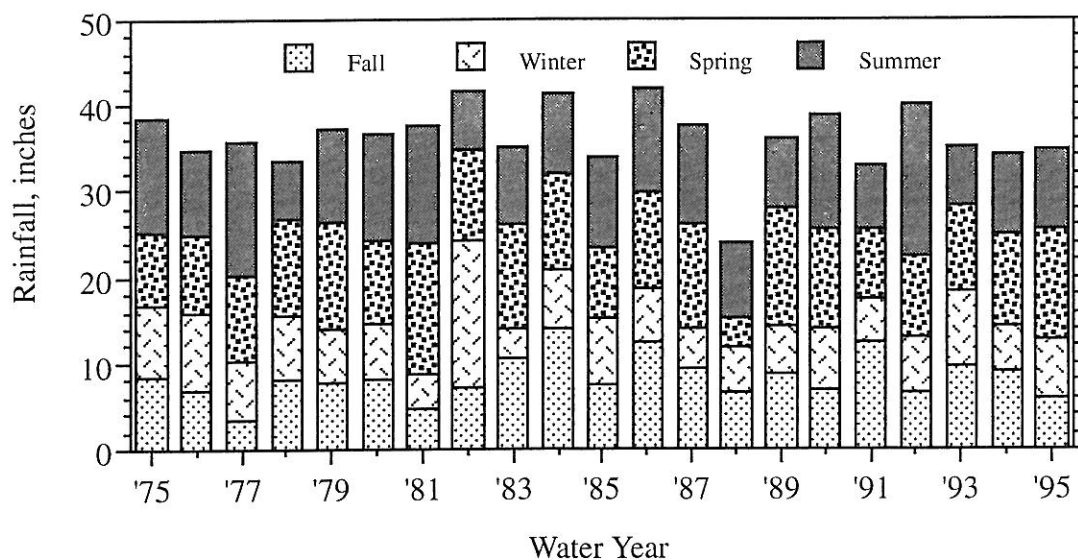 Rainfall, inches
50
40
30
20
10
0
Fall Winter Spring Summer
'75 '77 '79 '81 '83 '85 '87 '89 '91 '93 '95
Water Year